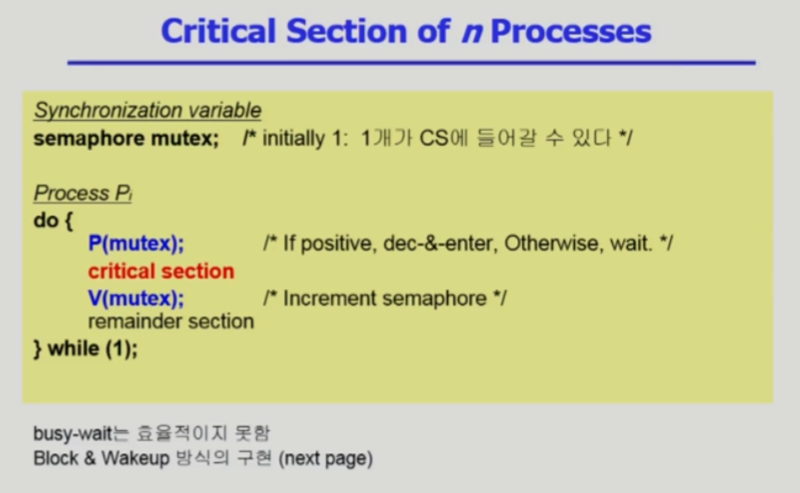 Critical Section of n Processes
Synchronization variable
semaphore mutex; /* initially 1: 1개가 CS에 들어갈 수 있다 */
Process Pi
do {
P(mutex); /* If positive, dec-&-enter, Otherwise, wait. */
critical section
V(mutex); /* Increment semaphore */
remainder section
} while (1);
busy-wait는 효율적이지 못함
Block & Wakeup 방식의 구현 (next page)